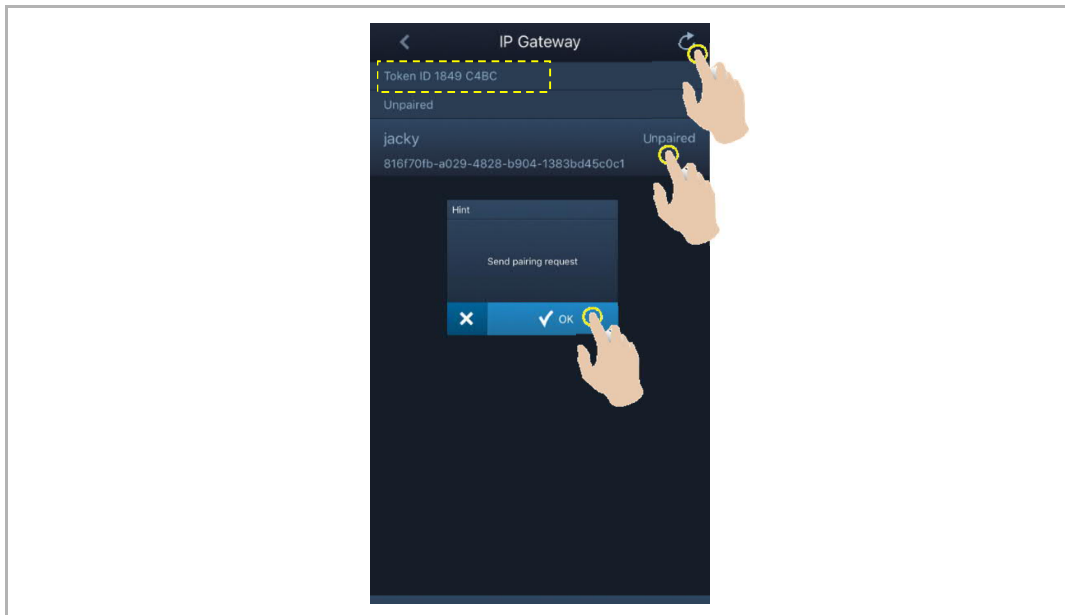 IP Gateway
Token ID 1849 C4BC
Unpaired
jacky Unpaired
816f70fb-a029-4828-b904-1383bd45c0c1
Hint
Send pairing request
OK